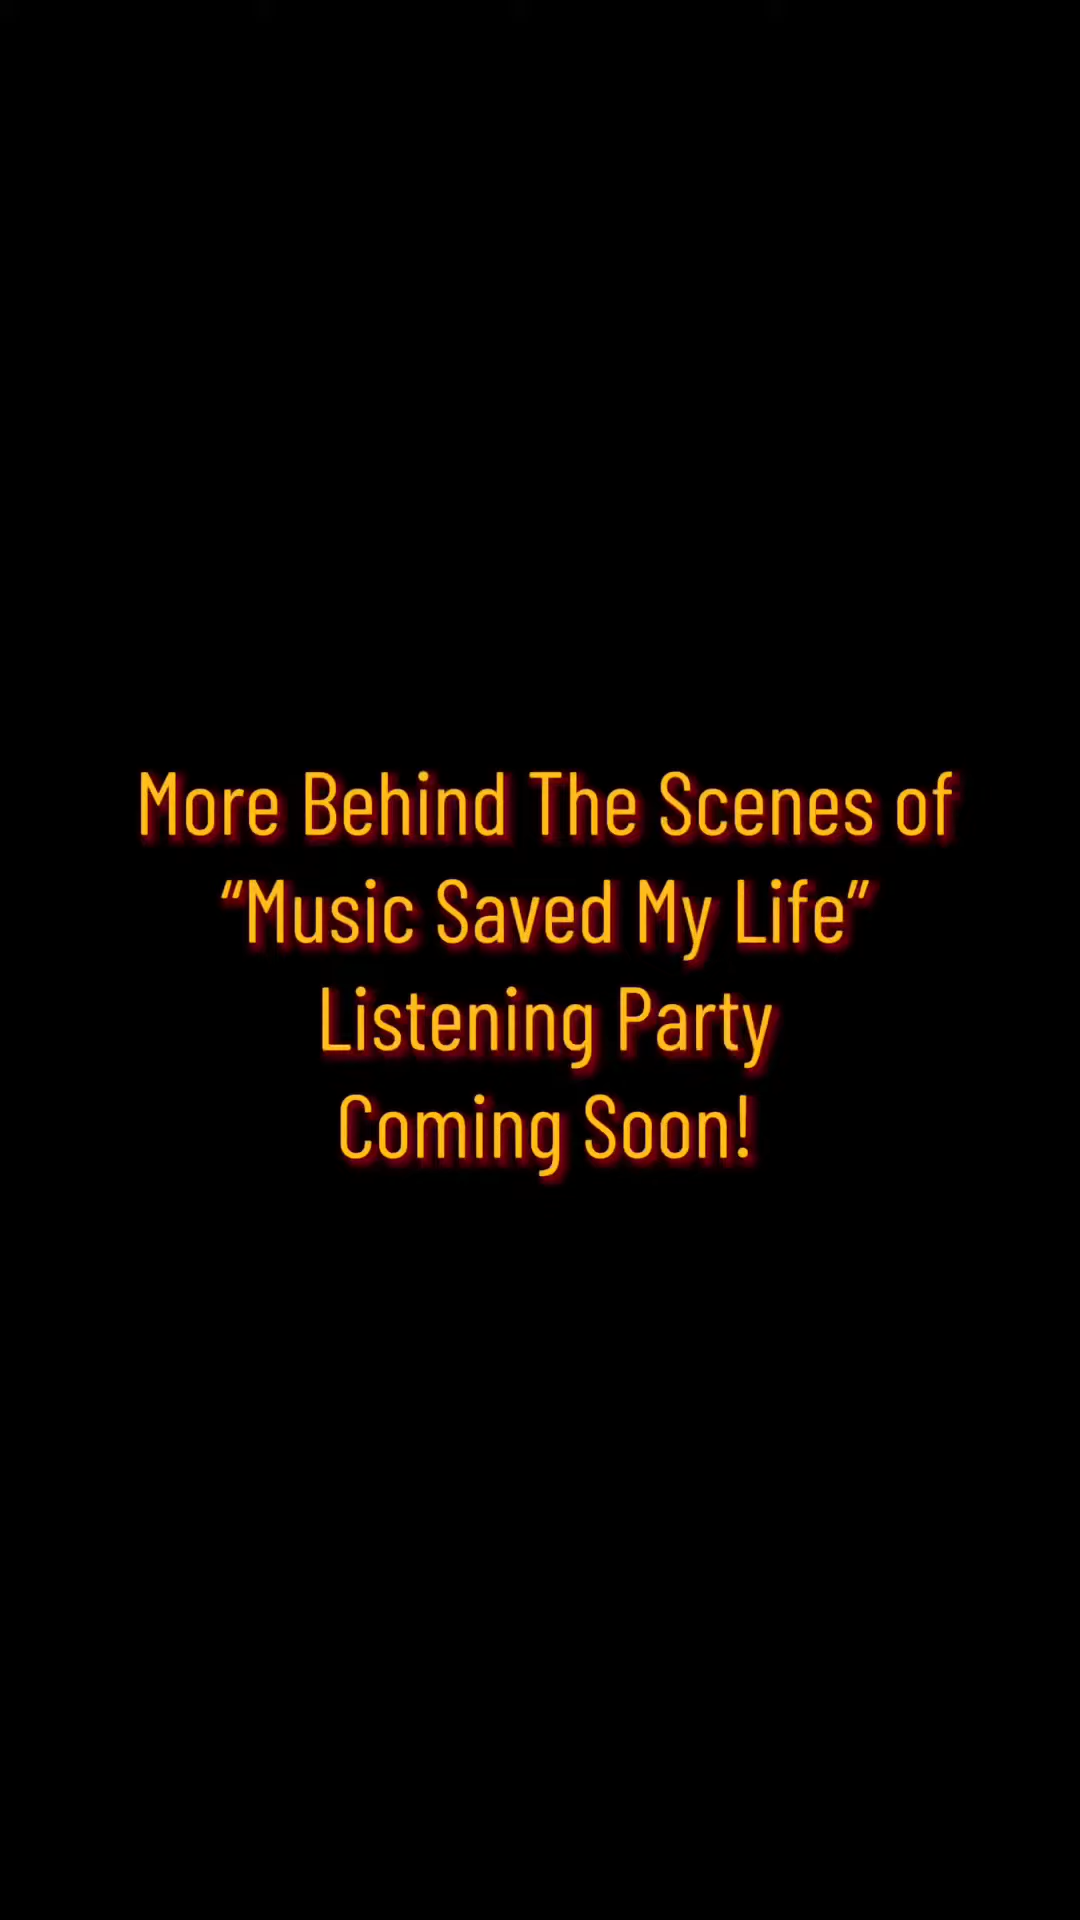 More Behind The Scenes of
“Music Saved My Life”
Listening Party
Coming Soon!